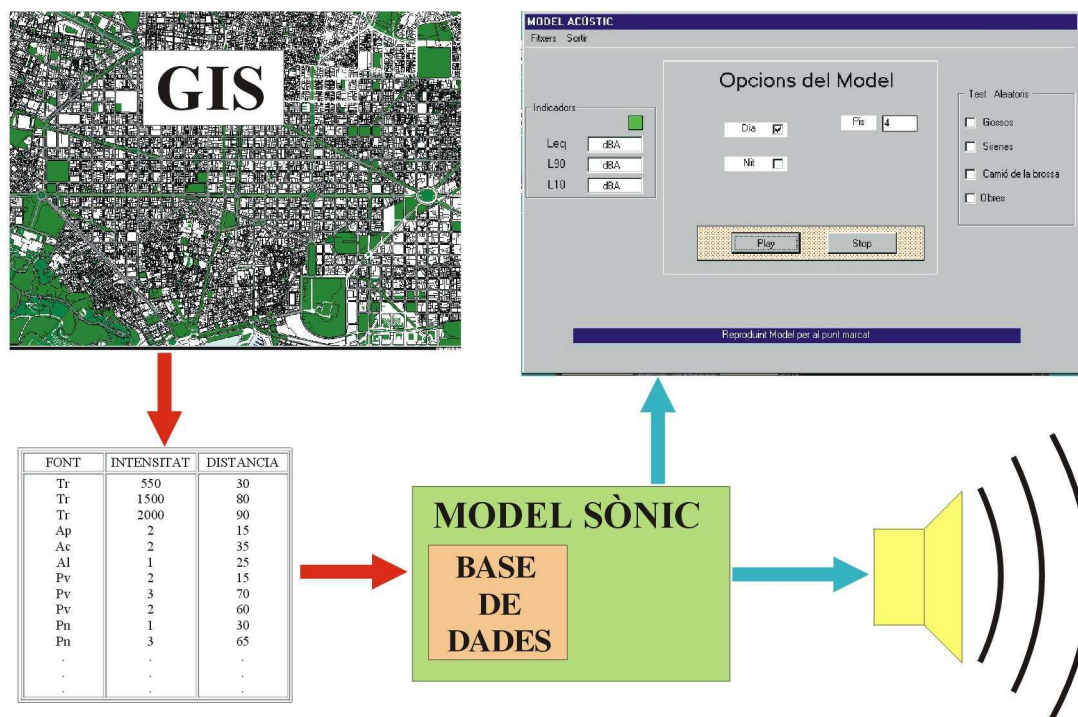 GIS
MODEL ACÚSTIC
Fitxers Sortir
Opcions del Model
Indicadors
Leq dBA
L90 dBA
L10 dBA
Dia
Pis 4
Nit
Test Aleatoris
Gossos
Sirenes
Camió de la brossa
Obres
Play Stop
Reproduint Model per al punt marcat
FONT INTENSITAT DISTANCIA
Tr 550 30
Tr 1500 80
Tr 2000 90
Ap 2 15
Ac 2 35
Al 1 25
Pv 2 15
Pv 3 70
Pv 2 60
Pn 1 30
Pn 3 65
. . .
. . .
. . .
MODEL SÒNIC
BASE
DE
DADES